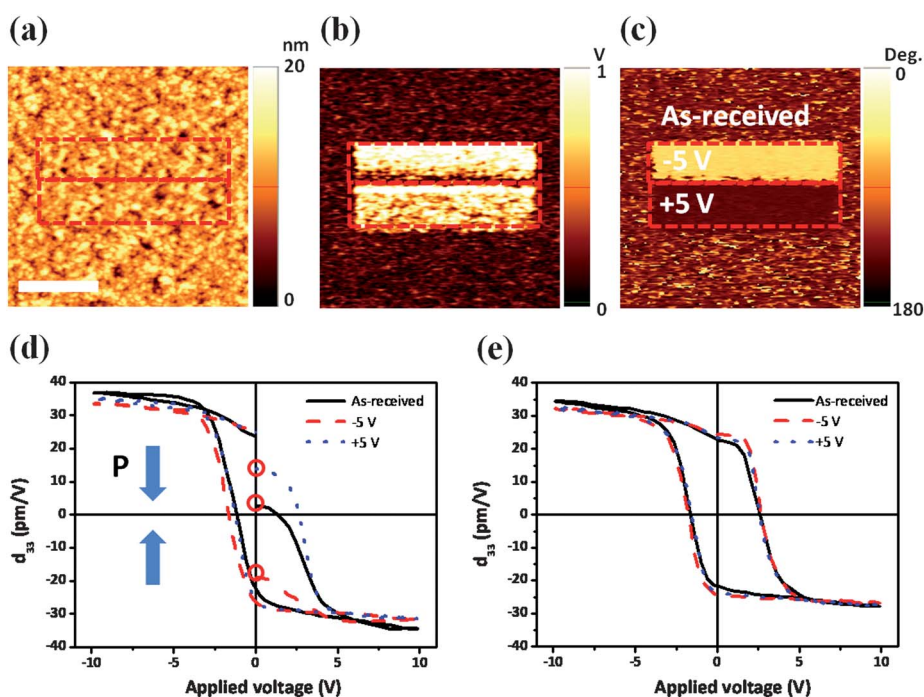 (a) (b) (c)
nm V Deg.
20 1 0
As-received
-5 V
+5 V
0 0 180
(d) (e)
40 40
30 As-received 30 As-received
20 -5 V 20 -5 V
+5 V +5 V
10 10
P
0 0
-10 -10
-20 -20
-30 -30
-40 -40
d33 (pm/V) d33 (pm/V)
-10 -5 0 5 10 -10 -5 0 5 10
Applied voltage (V) Applied voltage (V)